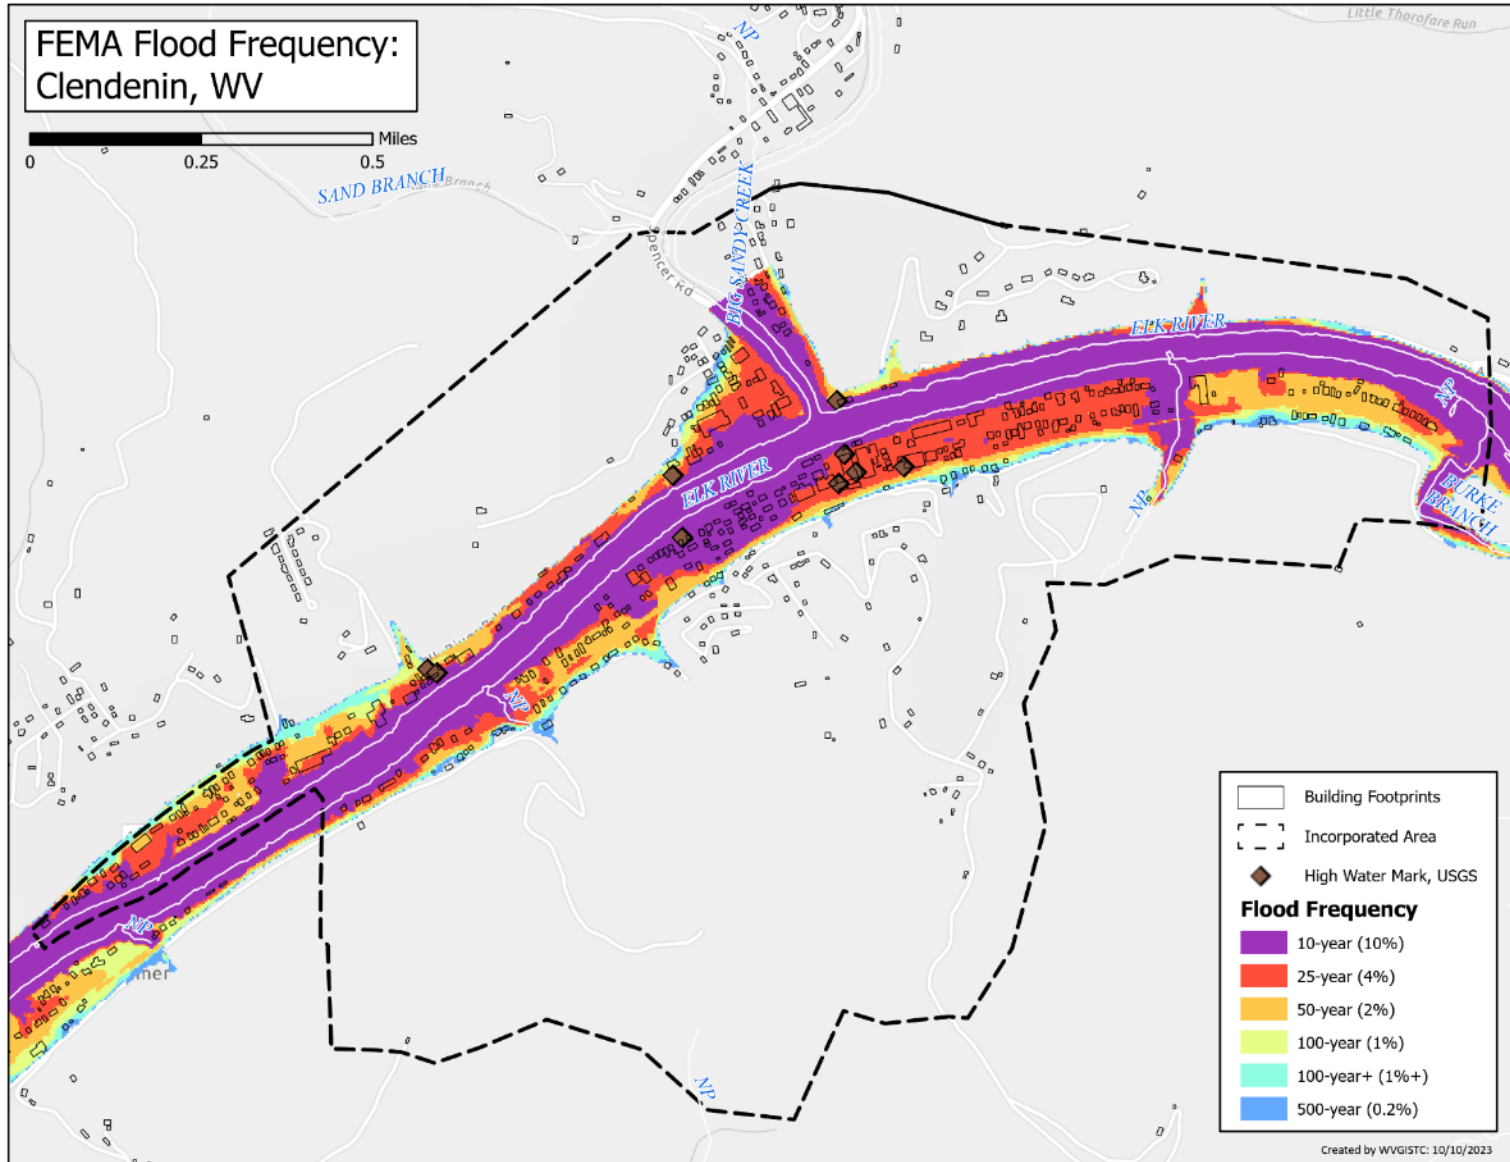 Little Thorofare Run
FEMA Flood Frequency:
Clendenin, WV
NP
Miles
0 0.25 0.5
SAND BRANCH
Branch
BIG SANDY CREEK
Spencer Rd
ELK RIVER
NP
ELK RIVER
BURKE
BRANCH
NP
NP
NP
mer
NP
Building Footprints
Incorporated Area
High Water Mark, USGS
Flood Frequency
10-year (10%)
25-year (4%)
50-year (2%)
100-year (1%)
100-year+ (1%+)
500-year (0.2%)
Created by WVGISTC: 10/10/2023